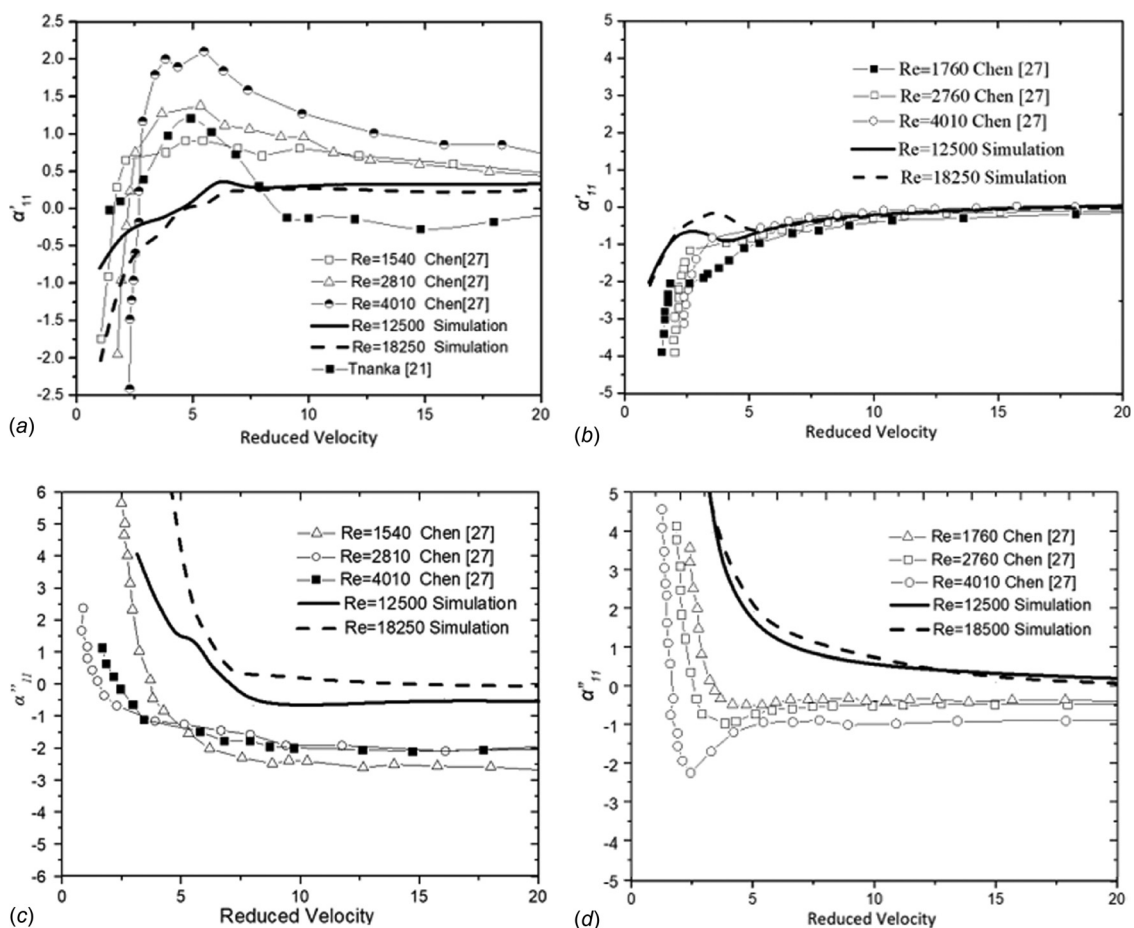 α'₁₁
2.5
2.0
1.5
1.0
0.5
0.0
-0.5
-1.0
-1.5
-2.0
-2.5
Re=1540 Chen[27]
Re=2810 Chen[27]
Re=4010 Chen[27]
Re=12500 Simulation
Re=18250 Simulation
Tnanka [21]
0 5 10 15 20
Reduced Velocity
(a)
α'₁₁
5
4
3
2
1
0
-1
-2
-3
-4
-5
Re=1760 Chen [27]
Re=2760 Chen [27]
Re=4010 Chen [27]
Re=12500 Simulation
Re=18250 Simulation
0 5 10 15 20
Reduced Velocity
(b)
α"₁₁
6
5
4
3
2
1
0
-1
-2
-3
-4
-5
-6
Re=1540 Chen [27]
Re=2810 Chen [27]
Re=4010 Chen [27]
Re=12500 Simulation
Re=18250 Simulation
0 5 10 15 20
Reduced Velocity
(c)
α"₁₁
5
4
3
2
1
0
-1
-2
-3
-4
-5
Re=1760 Chen [27]
Re=2760 Chen [27]
Re=4010 Chen [27]
Re=12500 Simulation
Re=18500 Simulation
0 5 10 15 20
Reduced Velocity
(d)